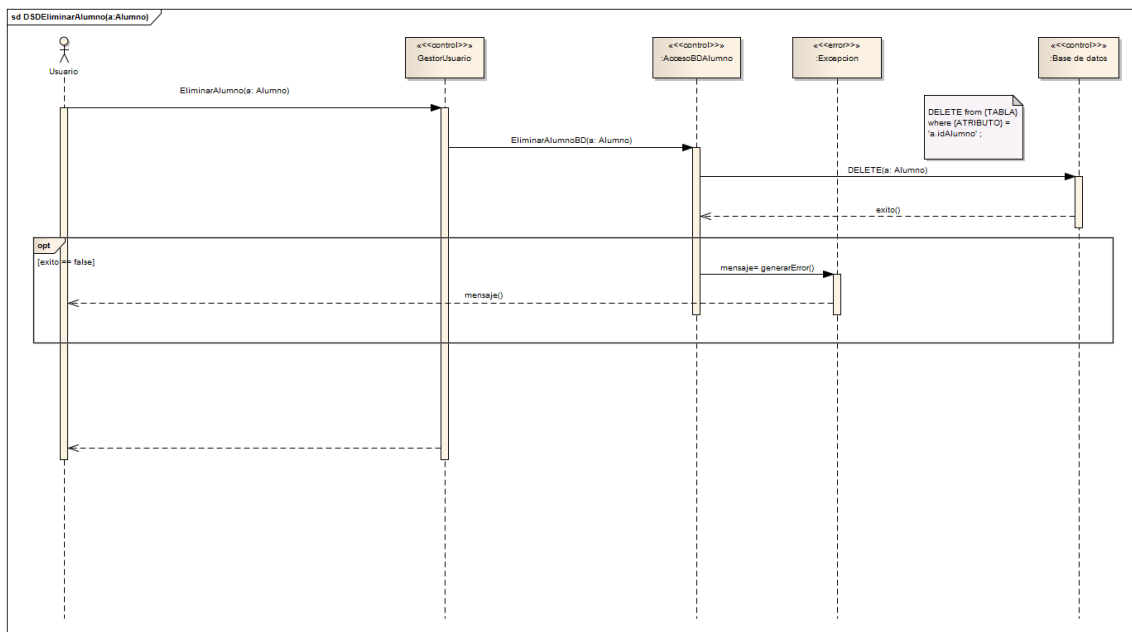 sd DSDEliminarAlumno(a:Alumno)
Usuario
«<<control>>»
GestorUsuario
«<<control>>»
:AccesoBDAlumno
«<<error>>»
:Excepcion
«<<control>>»
:Base de datos
EliminarAlumno(a: Alumno)
DELETE from {TABLA}
where {ATRIBUTO} =
'a.idAlumno' ;
EliminarAlumnoBD(a: Alumno)
DELETE(a: Alumno)
exito()
opt
[exito == false]
mensaje= generarError()
mensaje()